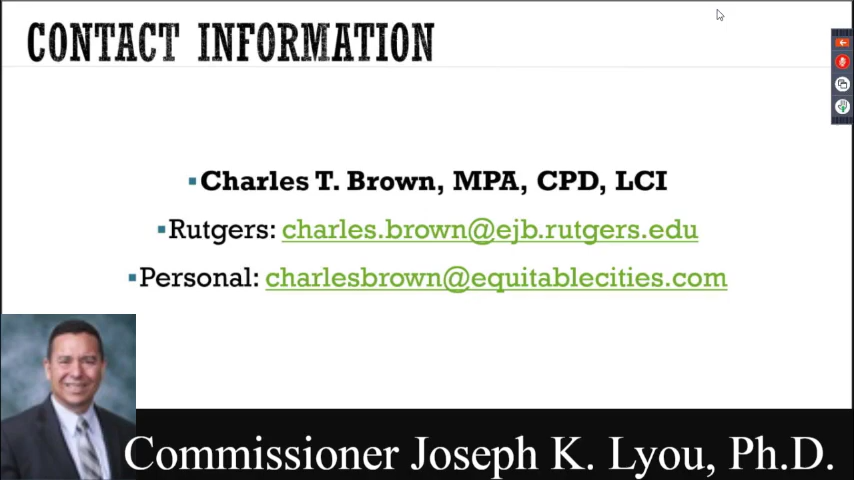 CONTACT INFORMATION
▪Charles T. Brown, MPA, CPD, LCI
▪Rutgers: charles.brown@ejb.rutgers.edu
▪Personal: charlesbrown@equitablecities.com
Commissioner Joseph K. Lyou, Ph.D.